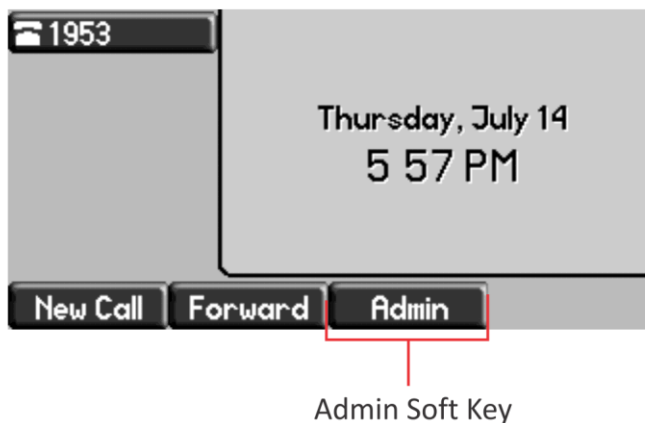 1953
Thursday, July 14
5 57 PM
New Call Forward Admin
Admin Soft Key